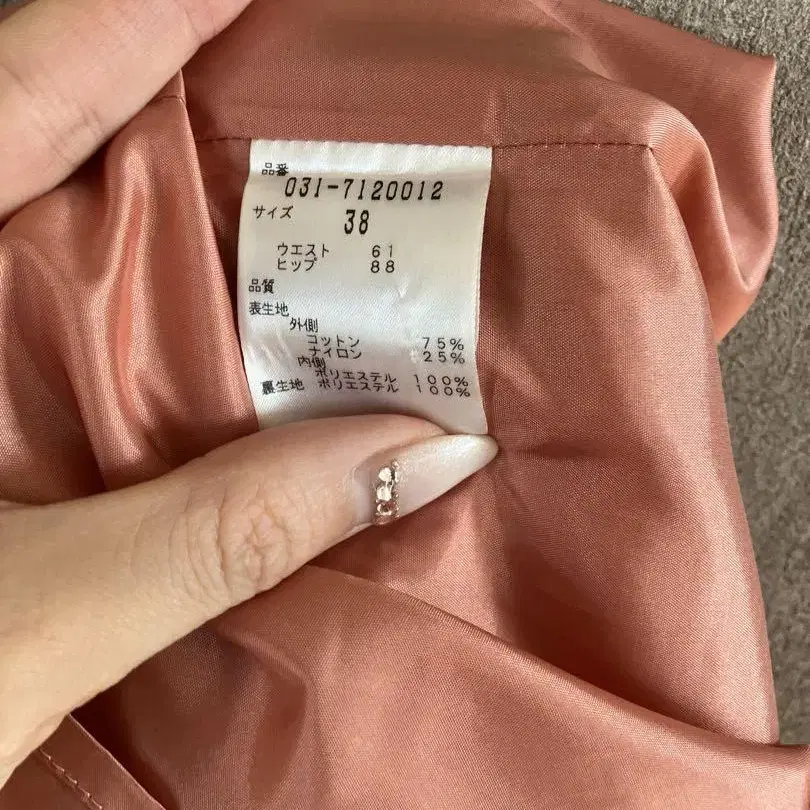 品番
031-7120012
サイズ
38
ウエスト 61
ヒップ 88
品質
表生地
外側
コットン 75%
ナイロン 25%
内側
ポリエステル 100%
裏生地 ポリエステル 100%